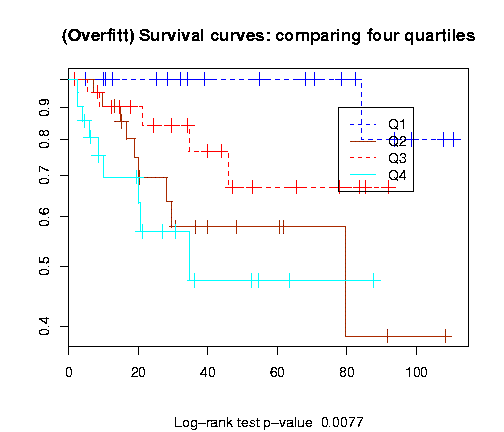 (Overfitt) Survival curves: comparing four quartiles
0.9
0.8
0.7
0.6
0.5
0.4
Q1
Q2
Q3
Q4
0 20 40 60 80 100
Log-rank test p-value 0.0077